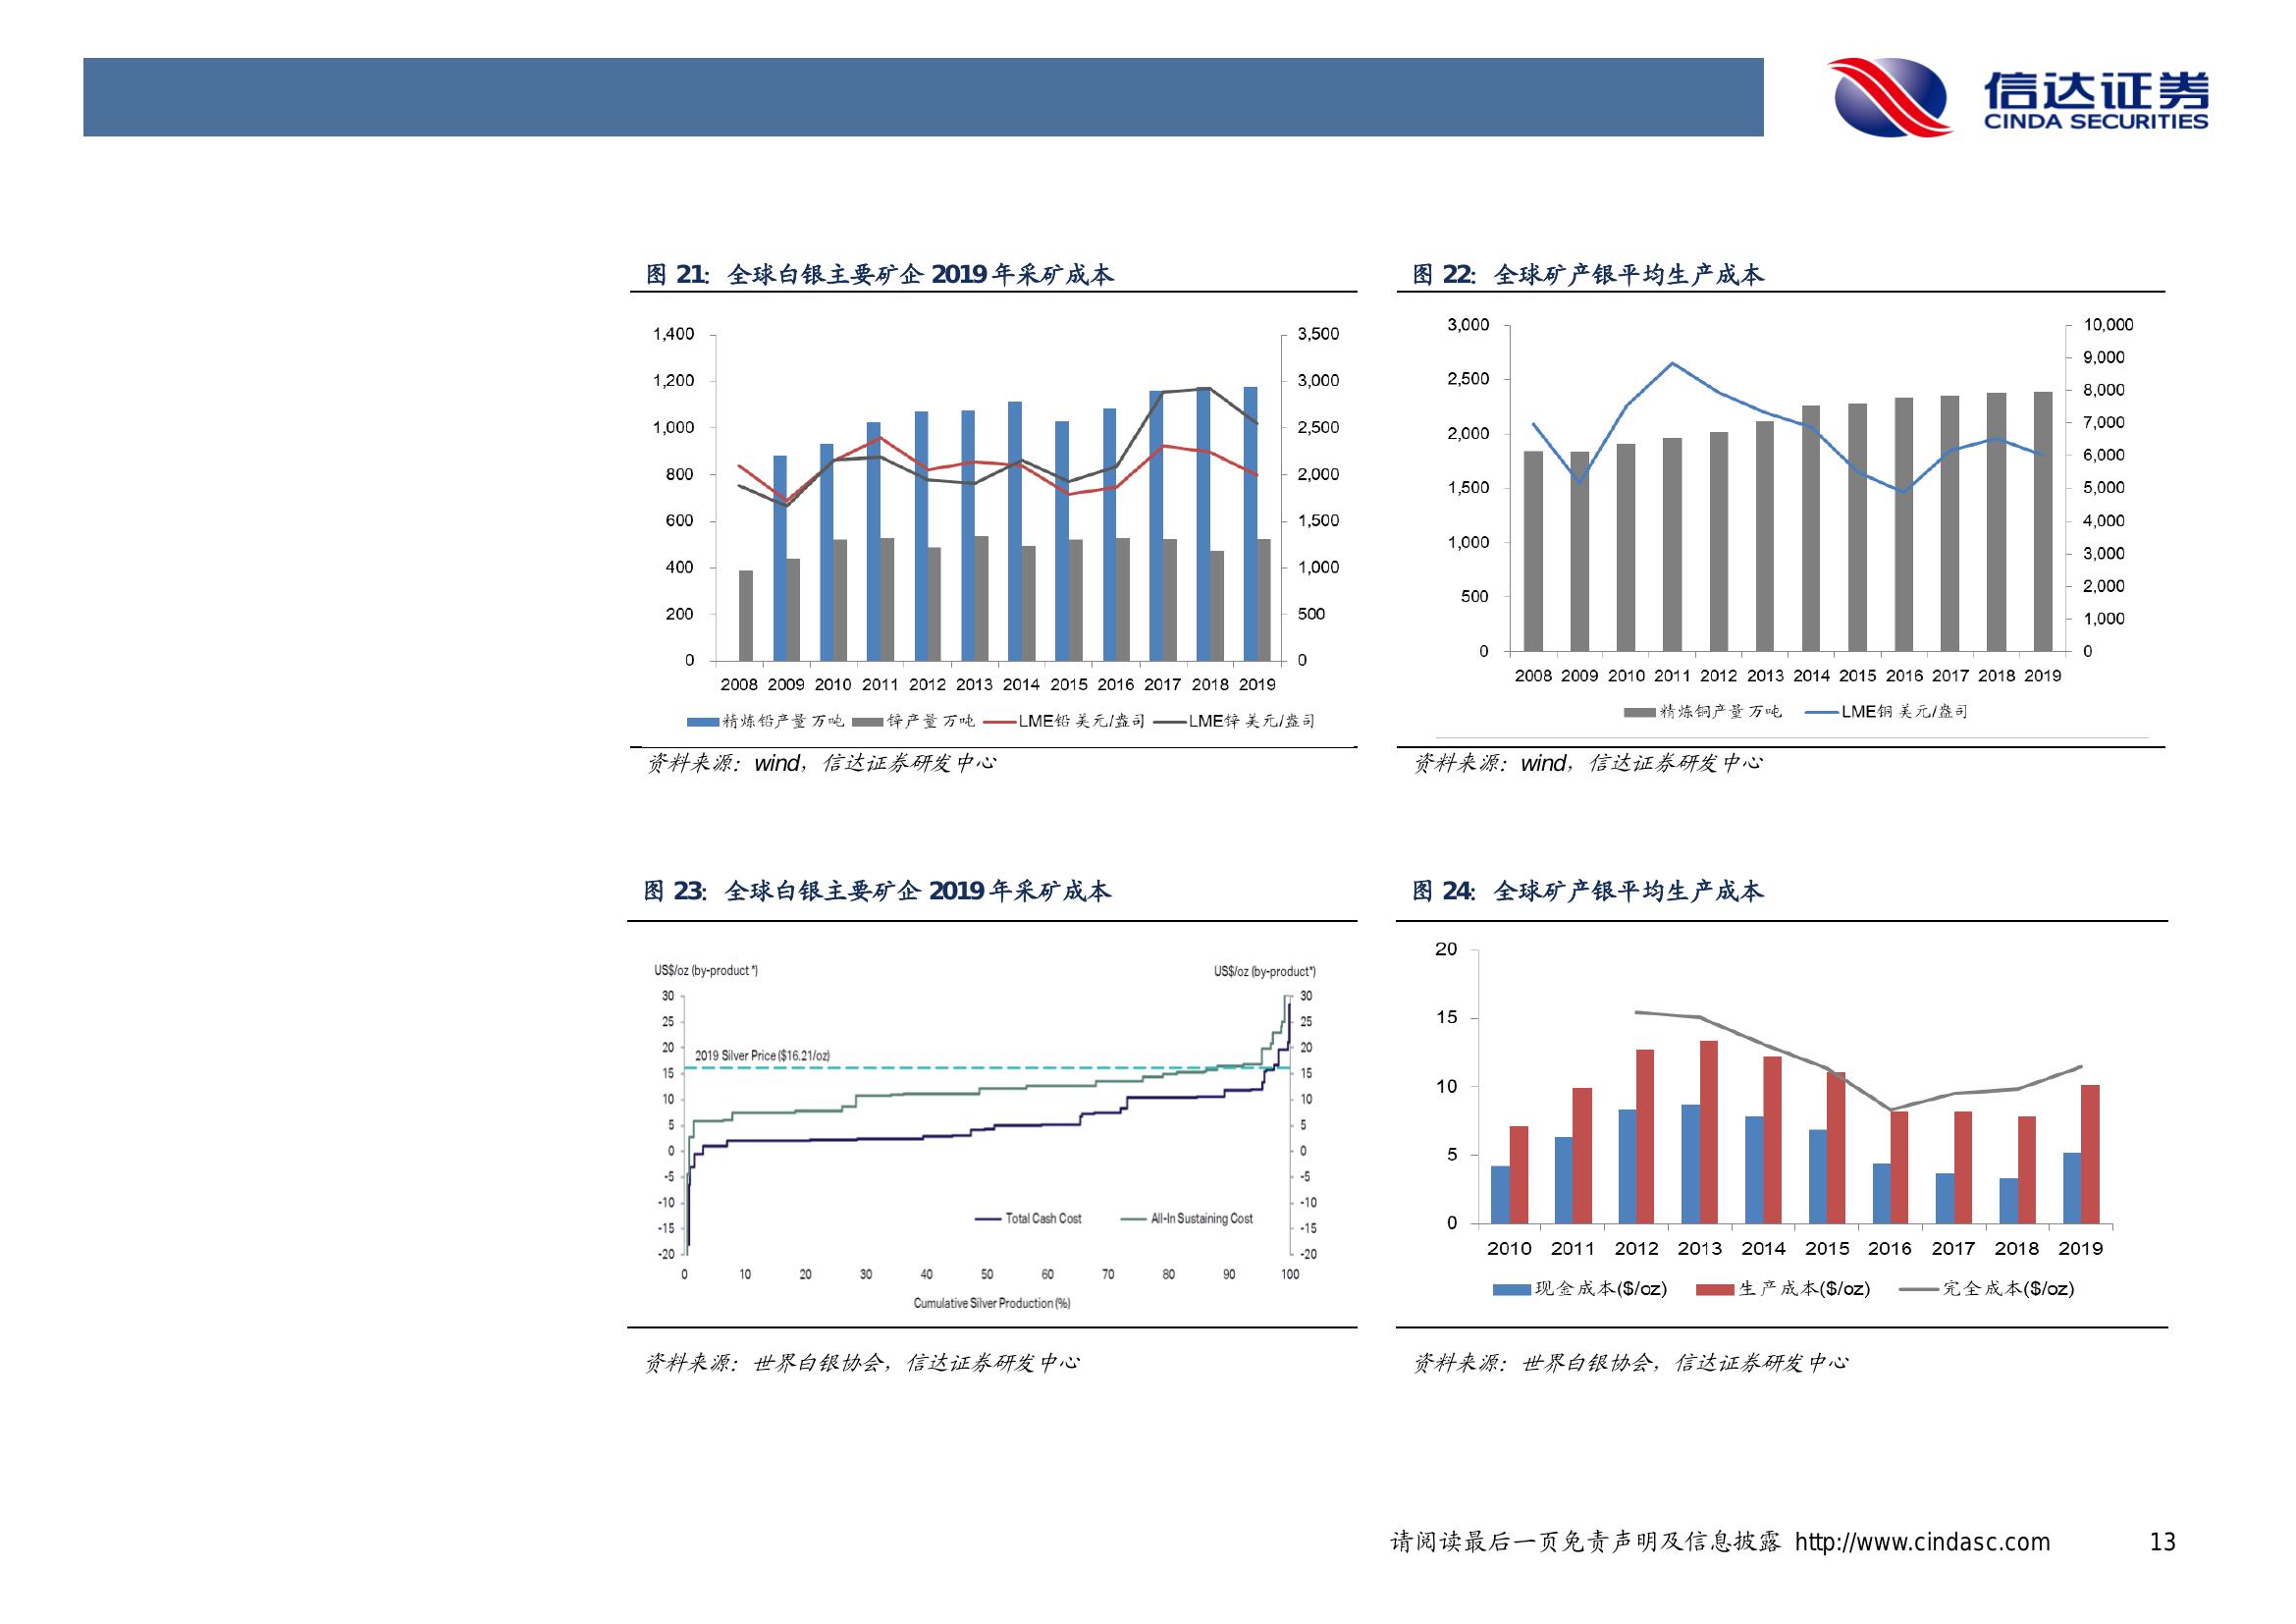 信达证券
CINDA SECURITIES
图 21: 全球白银主要矿企 2019 年采矿成本
1,400
1,200
1,000
800
600
400
200
0
3,500
3,000
2,500
2,000
1,500
1,000
500
0
2008 2009 2010 2011 2012 2013 2014 2015 2016 2017 2018 2019
精炼铅产量 万吨 锌产量 万吨 LME铅 美元/盎司 LME锌 美元/盎司
资料来源：wind，信达证券研发中心
图 22: 全球矿产银平均生产成本
3,000
2,500
2,000
1,500
1,000
500
0
10,000
9,000
8,000
7,000
6,000
5,000
4,000
3,000
2,000
1,000
0
2008 2009 2010 2011 2012 2013 2014 2015 2016 2017 2018 2019
精炼铜产量 万吨 LME铜 美元/盎司
资料来源：wind，信达证券研发中心
图 23: 全球白银主要矿企 2019 年采矿成本
US$/oz (by-product *) US$/oz (by-product*)
30
25
20
15
10
5
0
-5
-10
-15
-20
2019 Silver Price ($16.21/oz)
Total Cash Cost All-In Sustaining Cost
30
25
20
15
10
5
0
-5
-10
-15
-20
0 10 20 30 40 50 60 70 80 90 100
Cumulative Silver Production (%)
资料来源：世界白银协会，信达证券研发中心
图 24: 全球矿产银平均生产成本
20
15
10
5
0
2010 2011 2012 2013 2014 2015 2016 2017 2018 2019
现金成本($/oz) 生产成本($/oz) 完全成本($/oz)
资料来源：世界白银协会，信达证券研发中心
请阅读最后一页免责声明及信息披露 http://www.cindasc.com 13